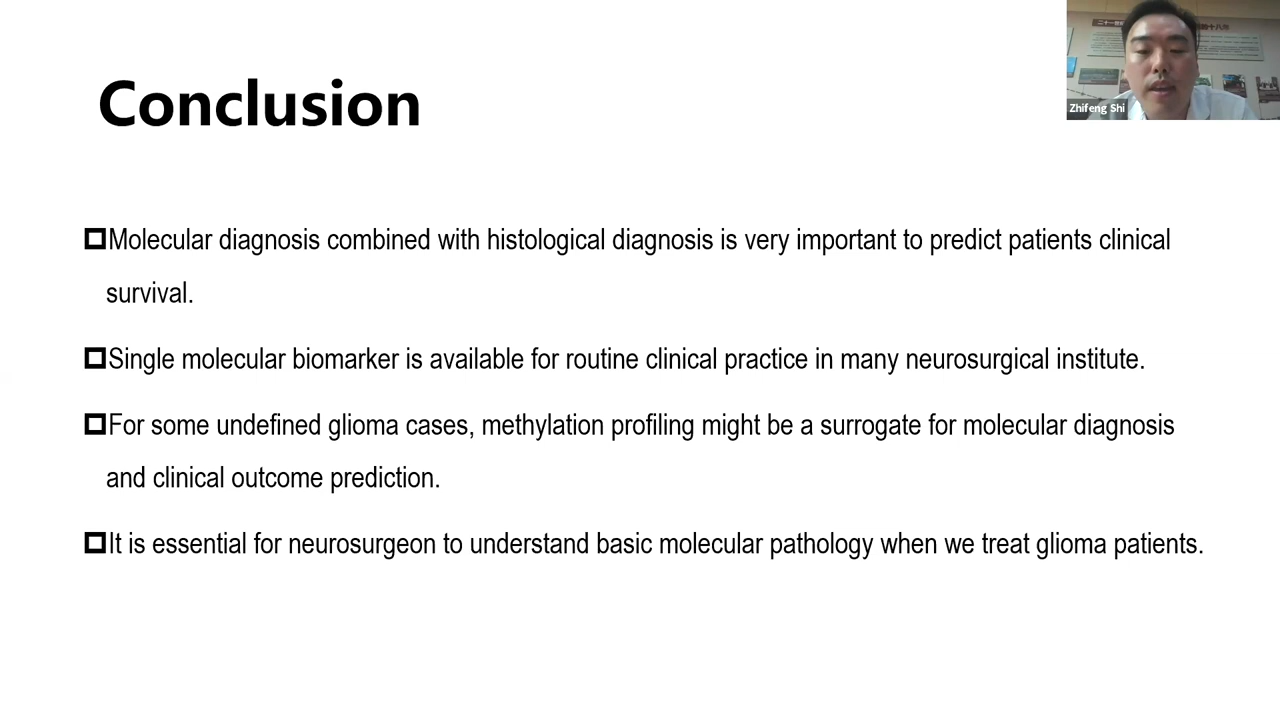 Conclusion
Zhifeng Shi
Molecular diagnosis combined with histological diagnosis is very important to predict patients clinical
survival.
Single molecular biomarker is available for routine clinical practice in many neurosurgical institute.
For some undefined glioma cases, methylation profiling might be a surrogate for molecular diagnosis
and clinical outcome prediction.
It is essential for neurosurgeon to understand basic molecular pathology when we treat glioma patients.